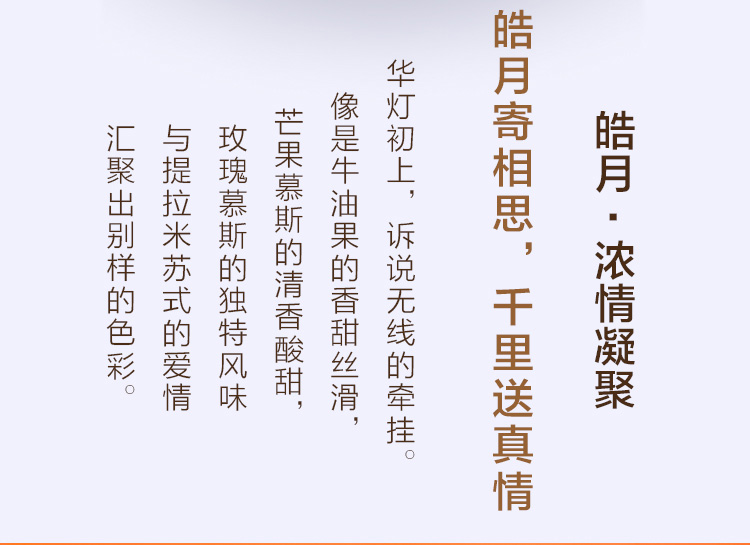 皓月·浓情凝聚
皓月寄相思，千里送真情
华灯初上，诉说无线的牵挂。
像是牛油果的香甜丝滑，
芒果慕斯的清香酸甜，
玫瑰慕斯的独特风味
与提拉米苏式的爱情
汇聚出别样的色彩。